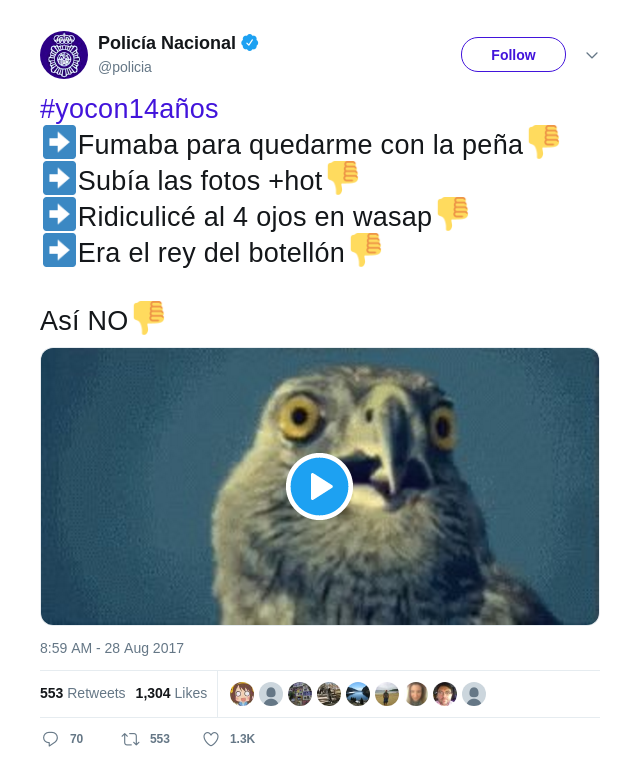 Policía Nacional
@policia
Follow
#yocon14años
➡Fumaba para quedarme con la peña👎
➡Subía las fotos +hot👎
➡Ridiculicé al 4 ojos en wasap👎
➡Era el rey del botellón👎
Así NO👎
8:59 AM - 28 Aug 2017
553 Retweets 1,304 Likes
70 553 1.3K